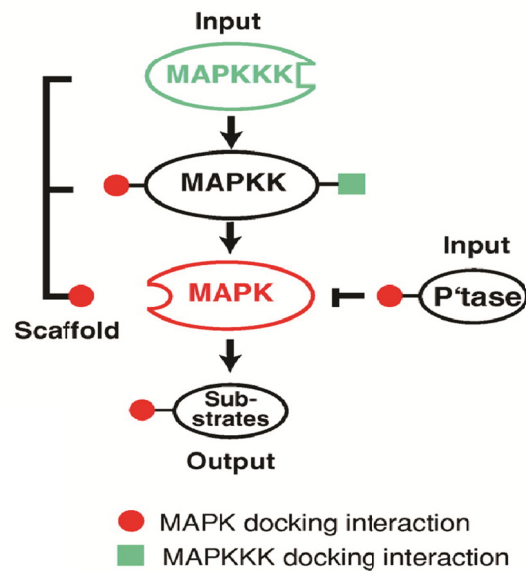 Input
MAPKKK
MAPKK
Input
MAPK
P'tase
Scaffold
Sub-
strates
Output
MAPK docking interaction
MAPKKK docking interaction